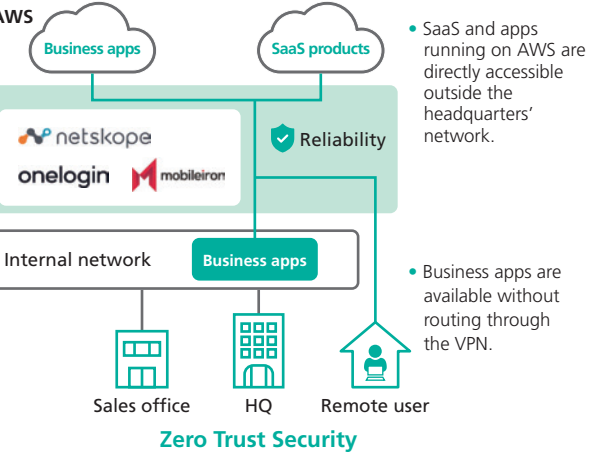 AWS
Business apps
SaaS products
• SaaS and apps
running on AWS are
directly accessible
outside the
headquarters’
network.
netskope
onelogin
mobileiron
Reliability
Internal network
Business apps
• Business apps are
available without
routing through
the VPN.
Sales office
HQ
Remote user
Zero Trust Security